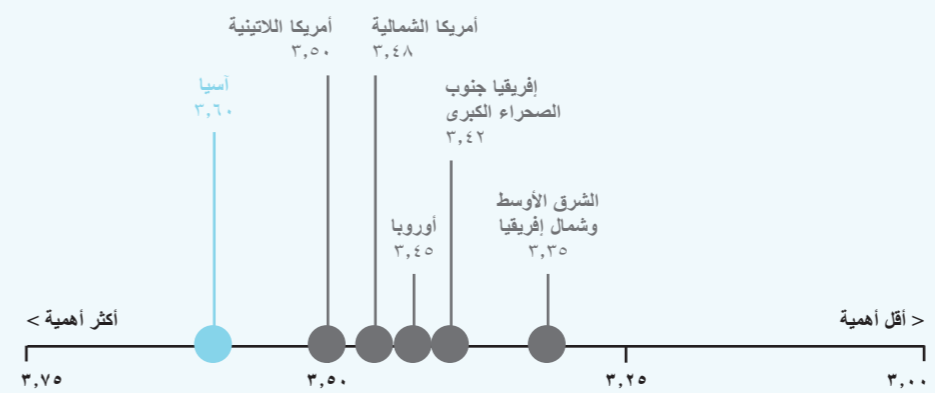 أمريكا الشمالية
٣,٤٨
أمريكا اللاتينية
٣,٥٠
آسيا
٣,٦٠
إفريقيا جنوب
الصحراء الكبرى
٣,٤٢
الشرق الأوسط
وشمال إفريقيا
٣,٣٥
أوروبا
٣,٤٥
< أقل أهمية
أكثر أهمية >
٣,٠٠
٣,٢٥
٣,٥٠
٣,٧٥